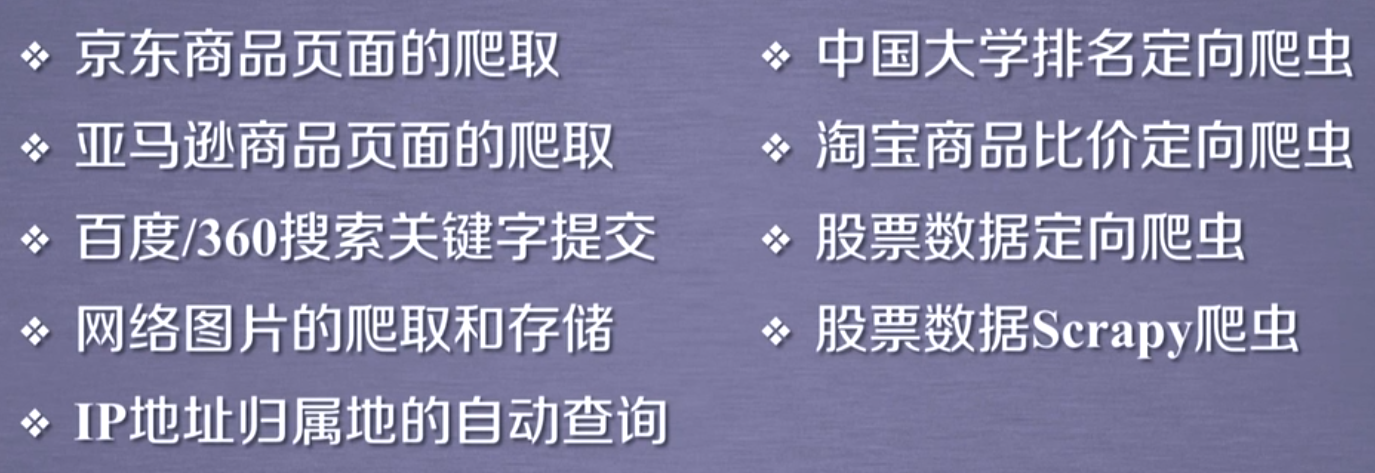 ❖ 京东商品页面的爬取
❖ 亚马逊商品页面的爬取
❖ 百度/360搜索关键字提交
❖ 网络图片的爬取和存储
❖ IP地址归属地的自动查询
❖ 中国大学排名定向爬虫
❖ 淘宝商品比价定向爬虫
❖ 股票数据定向爬虫
❖ 股票数据Scrapy爬虫